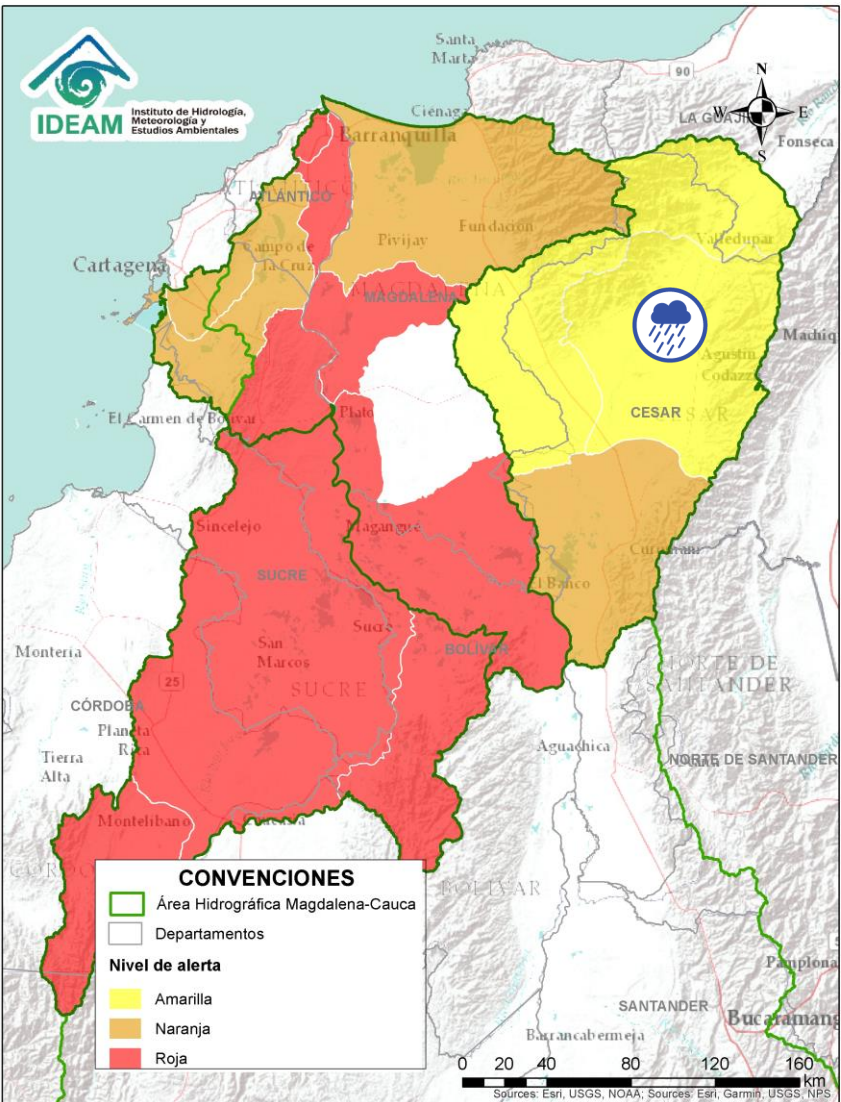 Santa
Marta
90
N
W E
S
IDEAM
Instituto de Hidrología,
Meteorología y
Estudios Ambientales
Ciénaga
LA GUAJIRA
Barranquilla
Fonseca
ATLÁNTICO
Campo de
la Cruz
Pivijay
Fundación
Valledupar
Cartagena
MAGDALENA
Machiq
Agustín
Codazzi
CESAR
El Carmen de Bolívar
Plato
Sincelejo
Magangué
SUCRE
El Banco
Sucre
Montería
San
Marcos
BOLÍVAR
SUCRE
25
NORTE DE
SANTANDER
CÓRDOBA
Planeta
Rica
Tierra
Alta
Aguachica
NORTE DE SANTANDER
Montelibano
BOLÍVAR
CONVENCIONES
Área Hidrográfica Magdalena-Cauca
Departamentos
Nivel de alerta
Amarilla
Naranja
Roja
Pamplona
SANTANDER
Bucaramang
Barrancabermeja
0 20 40 80 120 160
km
Sources: Esri, USGS, NOAA; Sources: Esri, Garmin, USGS, NPS